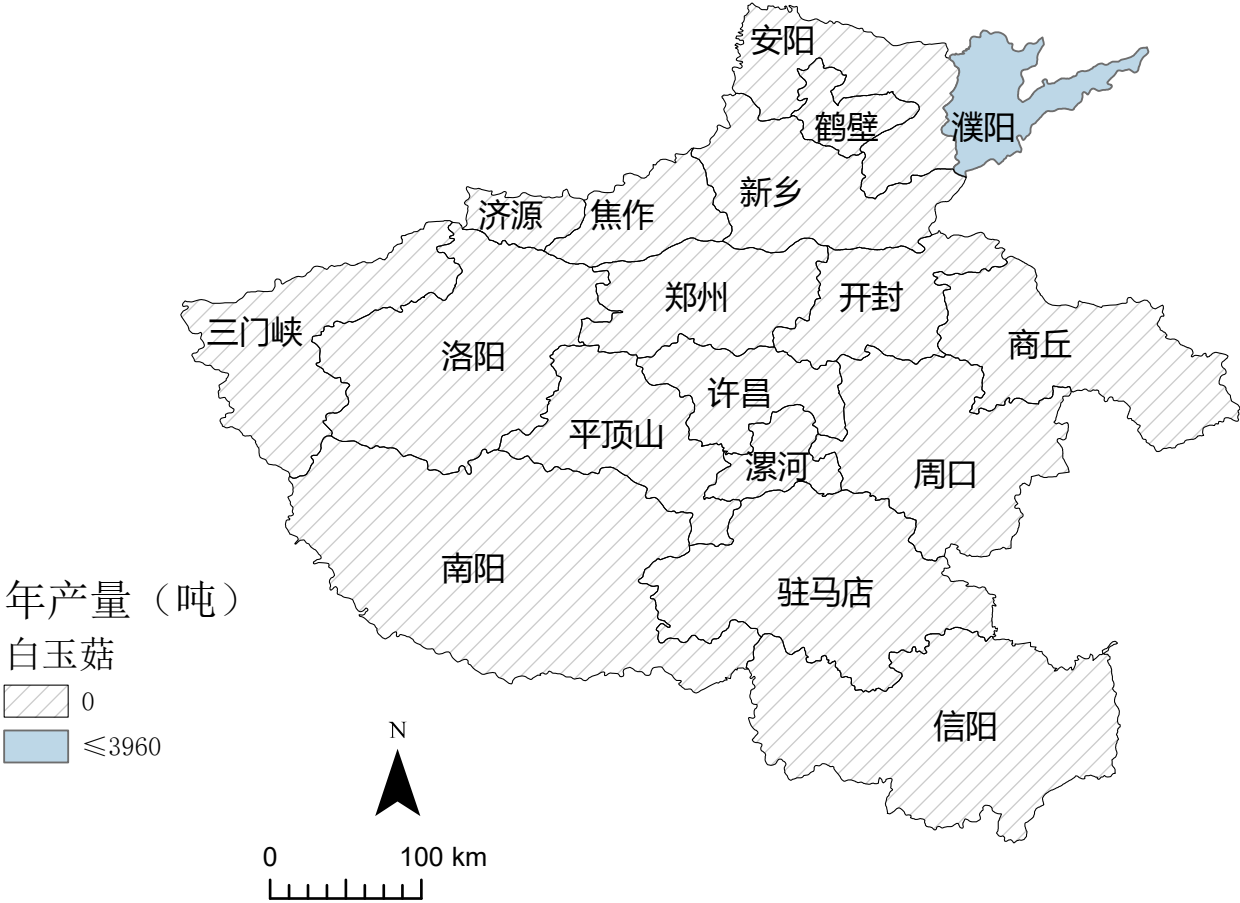 安阳
鹤壁
濮阳
新乡
济源
焦作
郑州
开封
三门峡
洛阳
商丘
许昌
平顶山
漯河
周口
南阳
驻马店
信阳
年产量（吨）
白玉菇
0
≤3960
N
0 100 km